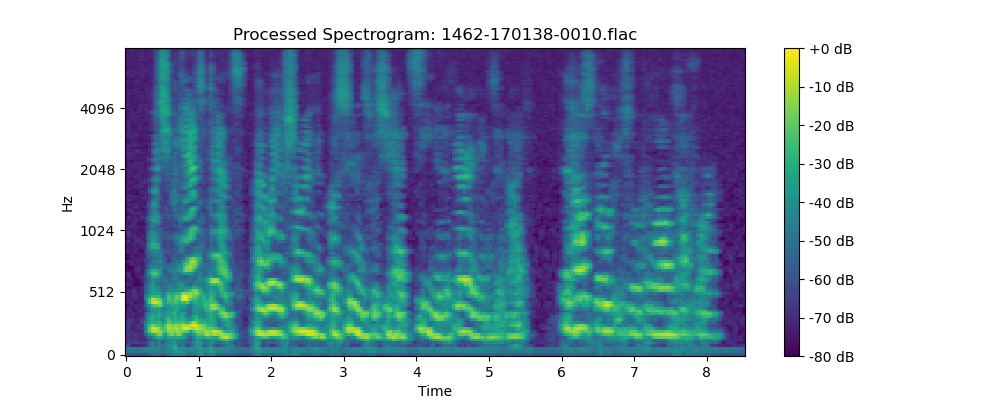 Processed Spectrogram: 1462-170138-0010.flac
+0 dB
-10 dB
-20 dB
-30 dB
-40 dB
-50 dB
-60 dB
-70 dB
-80 dB
Hz
4096
2048
1024
512
0
0 1 2 3 4 5 6 7 8
Time